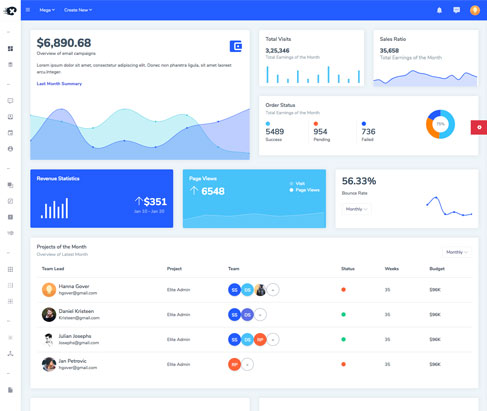 Mega
Create New
$6,890.68
Overview of email campaigns
Lorem ipsum dolor sit amet, consectetur adipiscing elit. Donec non pharetra ligula, sit amet laoreet arcu.Integer.
Last Month Summary
Total Visits
3,25,346
Total Earnings of the Month
Sales Ratio
35,658
Total Earnings of the Month
Order Status
Total Earnings of the Month
5489
Success
954
Pending
736
Failed
75%
Revenue Statistics
$351
Jan 10 - Jan 20
Page Views
6548
Visit
Page Views
56.33%
Bounce Rate
Monthly
Projects of the Month
Overview of Latest Month
Monthly
Team Lead Project Team Status Weeks Budget
Hanna Gover
hgover@gmail.com
Elite Admin SS DS + 35 $96K
Daniel Kristeen
Kristeen@gmail.com
Elite Admin SS DS + 35 $96K
Julian Josephs
Josephs@gmail.com
Elite Admin SS DS RP + 35 $96K
Jan Petrovic
hgover@gmail.com
Elite Admin RP + 35 $96K